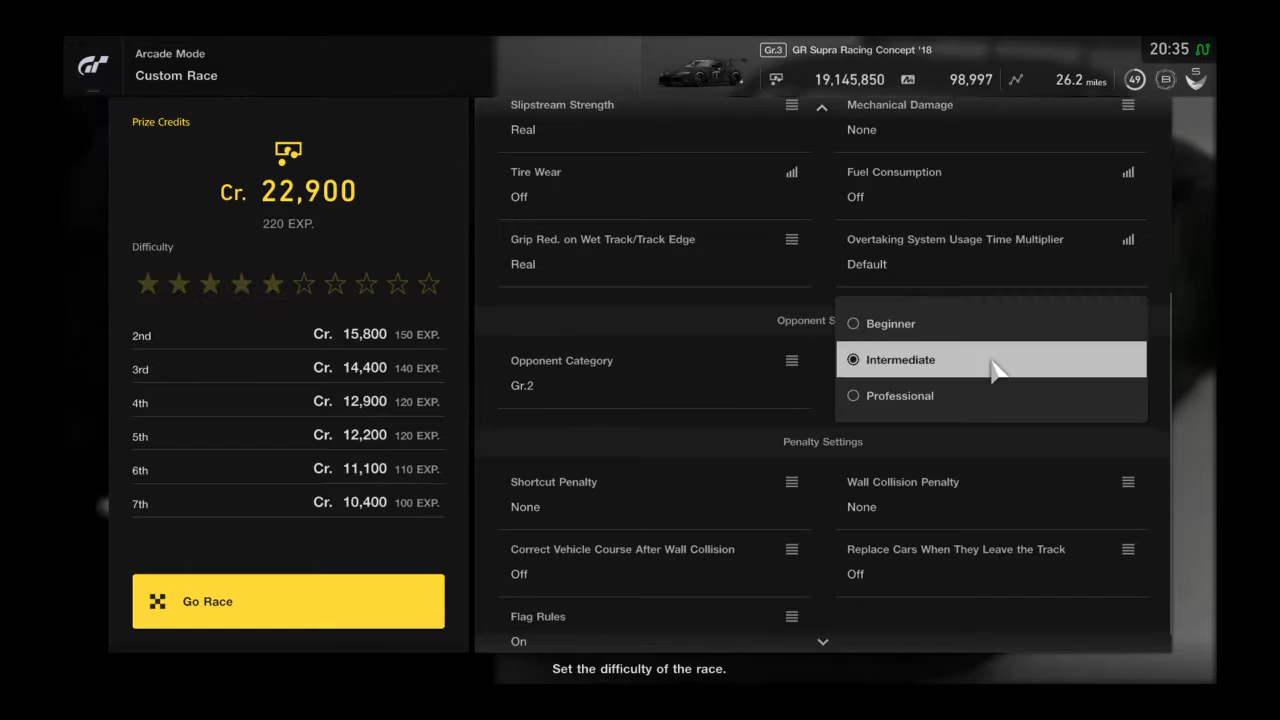 Arcade Mode
Custom Race
Gr.3 GR Supra Racing Concept '18
20:35
19,145,850 98,997 26.2 miles 49 B S
Prize Credits
Cr. 22,900
220 EXP.
Difficulty
2nd Cr. 15,800 150 EXP.
3rd Cr. 14,400 140 EXP.
4th Cr. 12,900 120 EXP.
5th Cr. 12,200 120 EXP.
6th Cr. 11,100 110 EXP.
7th Cr. 10,400 100 EXP.
Go Race
Slipstream Strength
Real
Mechanical Damage
None
Tire Wear
Off
Fuel Consumption
Off
Grip Red. on Wet Track/Track Edge
Real
Overtaking System Usage Time Multiplier
Default
Opponent S
Opponent Category
Gr.2
Beginner
Intermediate
Professional
Penalty Settings
Shortcut Penalty
None
Wall Collision Penalty
None
Correct Vehicle Course After Wall Collision
Off
Replace Cars When They Leave the Track
Off
Flag Rules
On
Set the difficulty of the race.